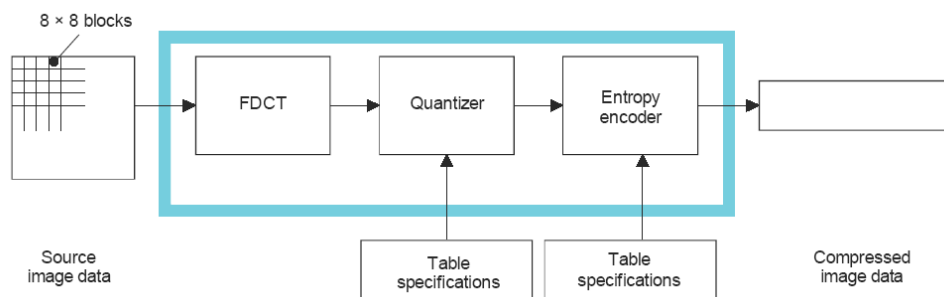 8 × 8 blocks
FDCT
Quantizer
Entropy
encoder
Source
image data
Table
specifications
Table
specifications
Compressed
image data